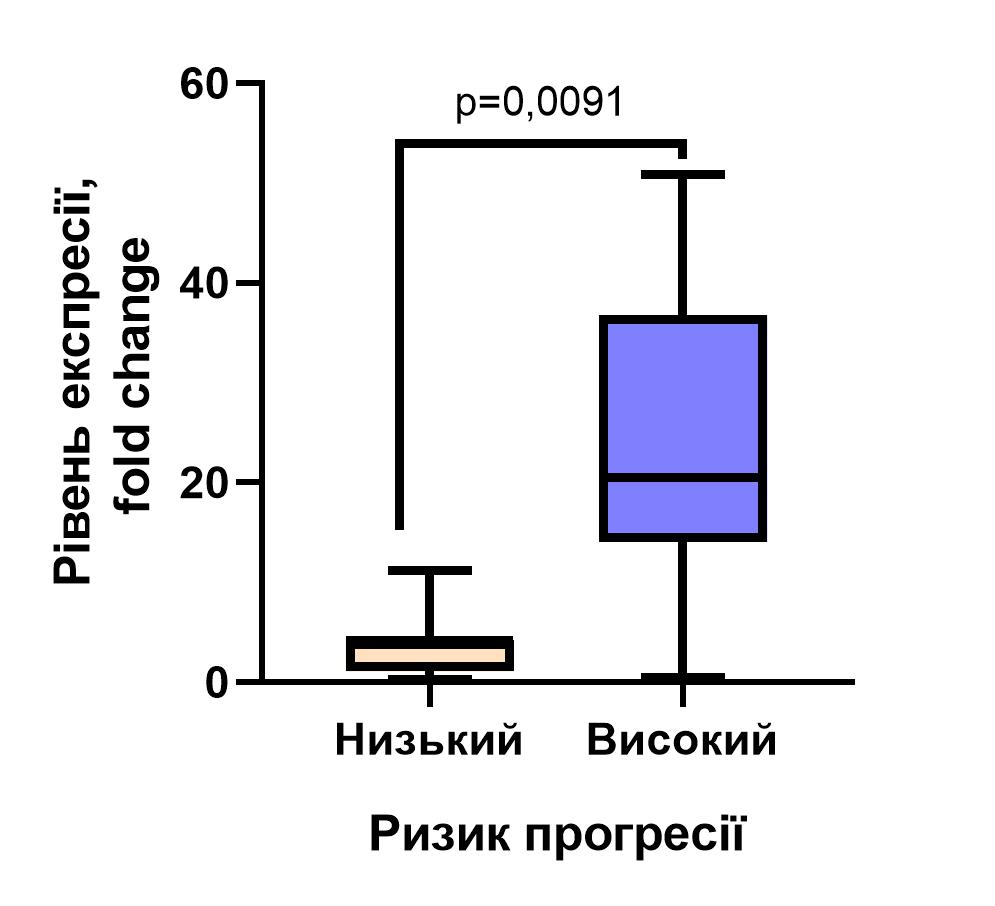 60
p=0,0091
40
20
0
Рівень експресії,
fold change
Низький Високий
Ризик прогресії